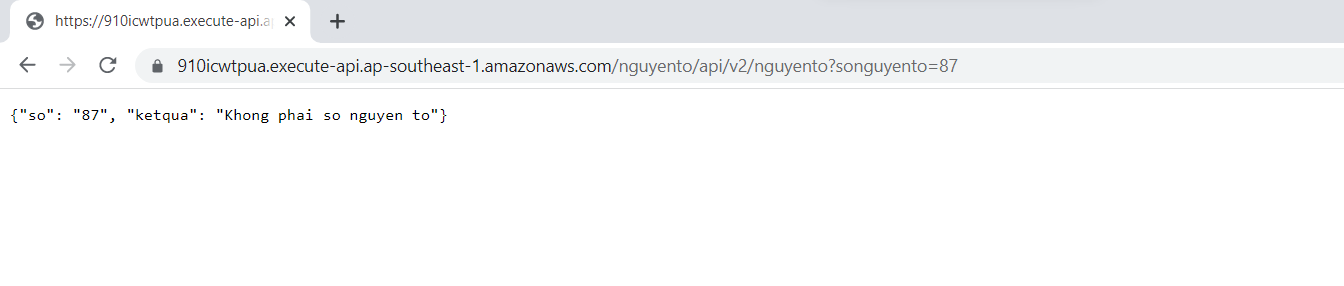 https://910icwtpua.execute-api.a
910icwtpua.execute-api.ap-southeast-1.amazonaws.com/nguyento/api/v2/nguyento?songuyento=87
{"so": "87", "ketqua": "Khong phai so nguyen to"}